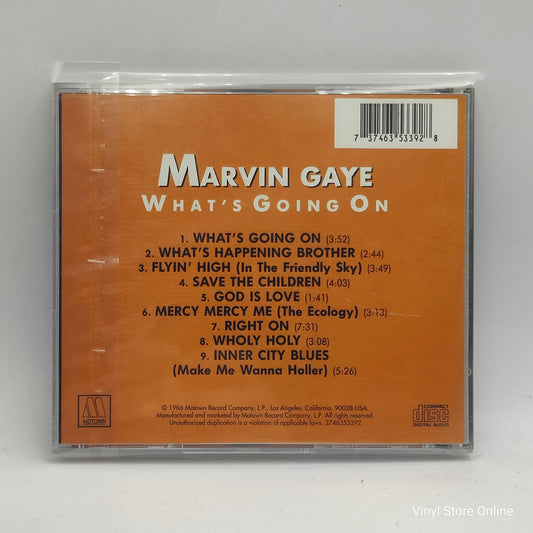 7 37463 53392 8
MARVIN GAYE
WHAT'S GOING ON
1. WHAT'S GOING ON (3:52)
2. WHAT'S HAPPENING BROTHER (2:44)
3. FLYIN' HIGH (In The Friendly Sky) (3:49)
4. SAVE THE CHILDREN (4:03)
5. GOD IS LOVE (1:41)
6. MERCY MERCY ME (The Ecology) (3:13)
7. RIGHT ON (7:31)
8. WHOLY HOLY (3:08)
9. INNER CITY BLUES
(Make Me Wanna Holler) (5:26)
© 1986 Motown Record Company, L.P., Los Angeles, California, 90028-USA.
Manufactured and marketed by Motown Record Company, L.P. All rights reserved.
Unauthorized duplication is a violation of applicable laws. 3746353392
M
MOTOWN
COMPACT
disc
DIGITAL AUDIO
Vinyl Store Online